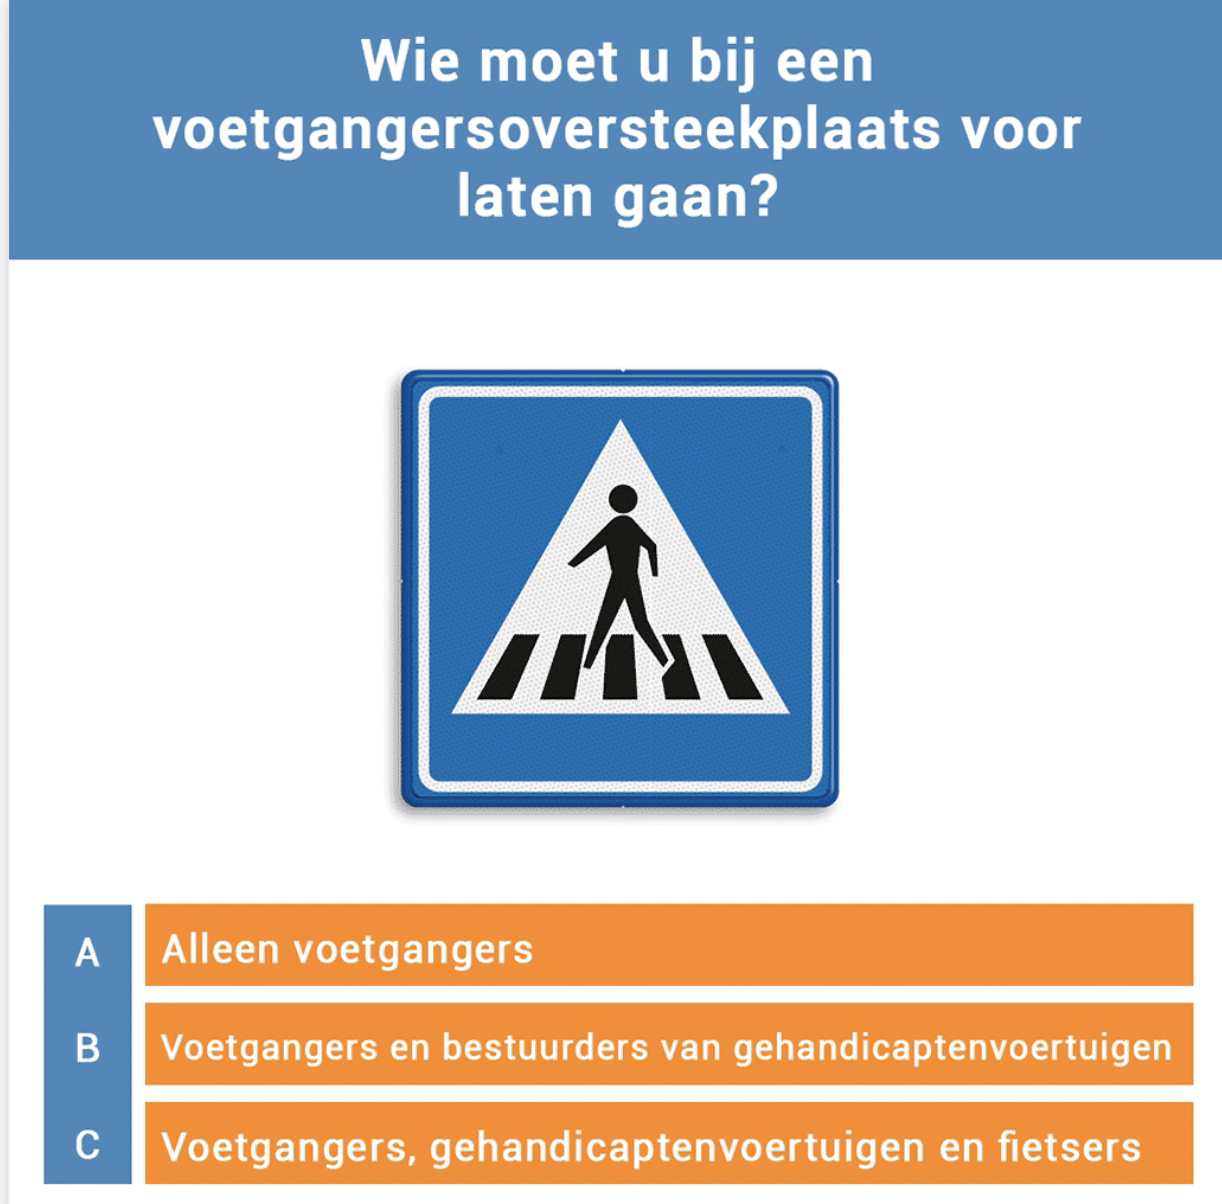 Wie moet u bij een
voetgangersoversteekplaats voor
laten gaan?
A Alleen voetgangers
B Voetgangers en bestuurders van gehandicaptenvoertuigen
C Voetgangers, gehandicaptenvoertuigen en fietsers